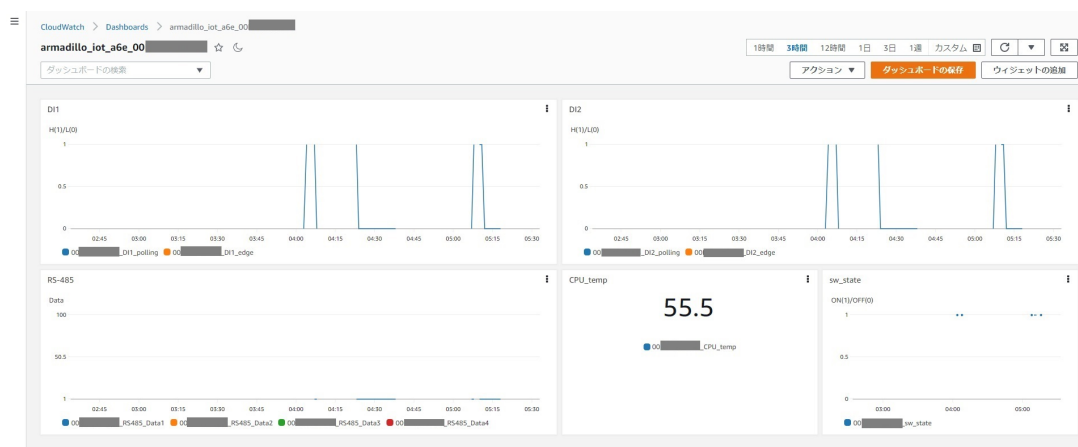 CloudWatch > Dashboards > armadillo_iot_a6e_00
armadillo_iot_a6e_00
1時間 3時間 12時間 1日 3日 1週 カスタム
ダッシュボードの検索
アクション ダッシュボードの保存 ウィジェットの追加
DI1
H(1)/L(0)
1
0.5
0
02:45 03:00 03:15 03:30 03:45 04:00 04:15 04:30 04:45 05:00 05:15 05:30
00 _DI1_polling 00 _DI1_edge
DI2
H(1)/L(0)
1
0.5
0
02:45 03:00 03:15 03:30 03:45 04:00 04:15 04:30 04:45 05:00 05:15 05:30
00 _DI2_polling 00 _DI2_edge
RS-485
Data
100
50.5
1
02:45 03:00 03:15 03:30 03:45 04:00 04:15 04:30 04:45 05:00 05:15 05:30
00 _RS485_Data1 00 _RS485_Data2 00 _RS485_Data3 00 _RS485_Data4
CPU_temp
55.5
00 _CPU_temp
sw_state
ON(1)/OFF(0)
1
0.5
0
03:00 04:00 05:00
00 _sw_state